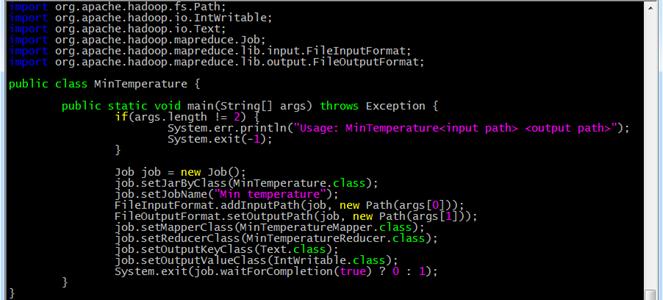 import org.apache.hadoop.fs.Path;
import org.apache.hadoop.io.IntWritable;
import org.apache.hadoop.io.Text;
import org.apache.hadoop.mapreduce.Job;
import org.apache.hadoop.mapreduce.lib.input.FileInputFormat;
import org.apache.hadoop.mapreduce.lib.output.FileOutputFormat;

public class MinTemperature {

        public static void main(String[] args) throws Exception {
                if(args.length != 2) {
                        System.err.println("Usage: MinTemperature<input path> <output path>");
                        System.exit(-1);
                }

                Job job = new Job();
                job.setJarByClass(MinTemperature.class);
                job.setJobName("Min temperature");
                FileInputFormat.addInputPath(job, new Path(args[0]));
                FileOutputFormat.setOutputPath(job, new Path(args[1]));
                job.setMapperClass(MinTemperatureMapper.class);
                job.setReducerClass(MinTemperatureReducer.class);
                job.setOutputKeyClass(Text.class);
                job.setOutputValueClass(IntWritable.class);
                System.exit(job.waitForCompletion(true) ? 0 : 1);
        }
}